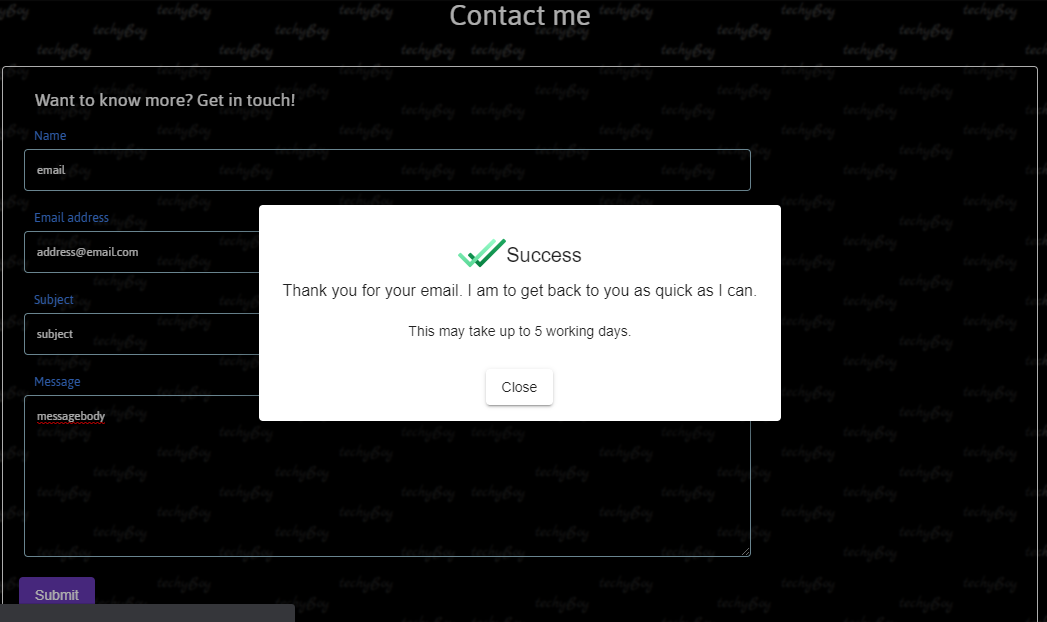 Contact me
Want to know more? Get in touch!
Name
email
Email address
address@email.com
Subject
subject
Message
messagebody
Success
Thank you for your email. I am to get back to you as quick as I can.
This may take up to 5 working days.
Close
Submit
techyBoy